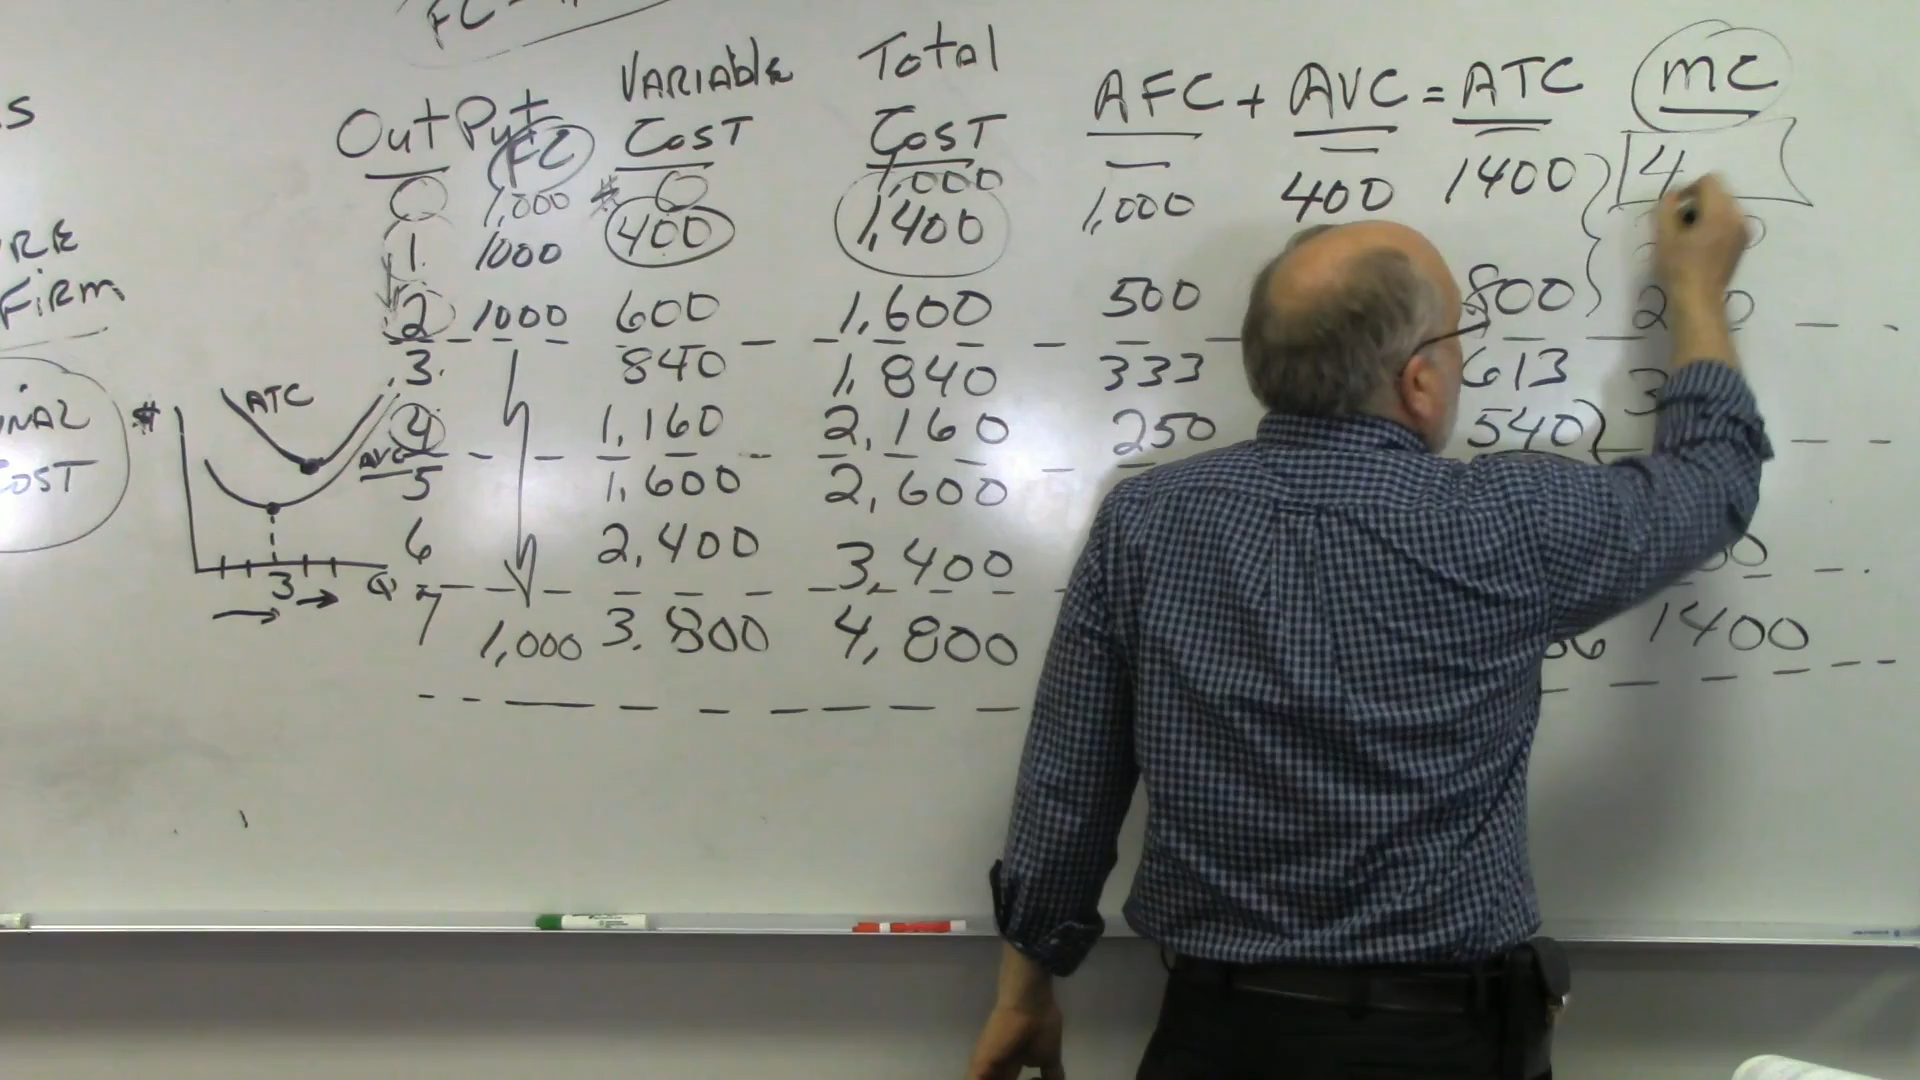 FC
S
RE
FiRM
NAL
COST
ATC
AVC
3
Q
OutPut FC VARiAble COST Total COST AFC + AVC = ATC MC
0 1,000 0 1,000
1. 1000 400 1,400 1,000 400 1400 4
2 1000 600 1,600 500 800
3. 840 1,840 333 613
4 1,160 2,160 250 540
5 1,600 2,600
6 2,400 3,400
7 1,000 3.800 4,800 1400